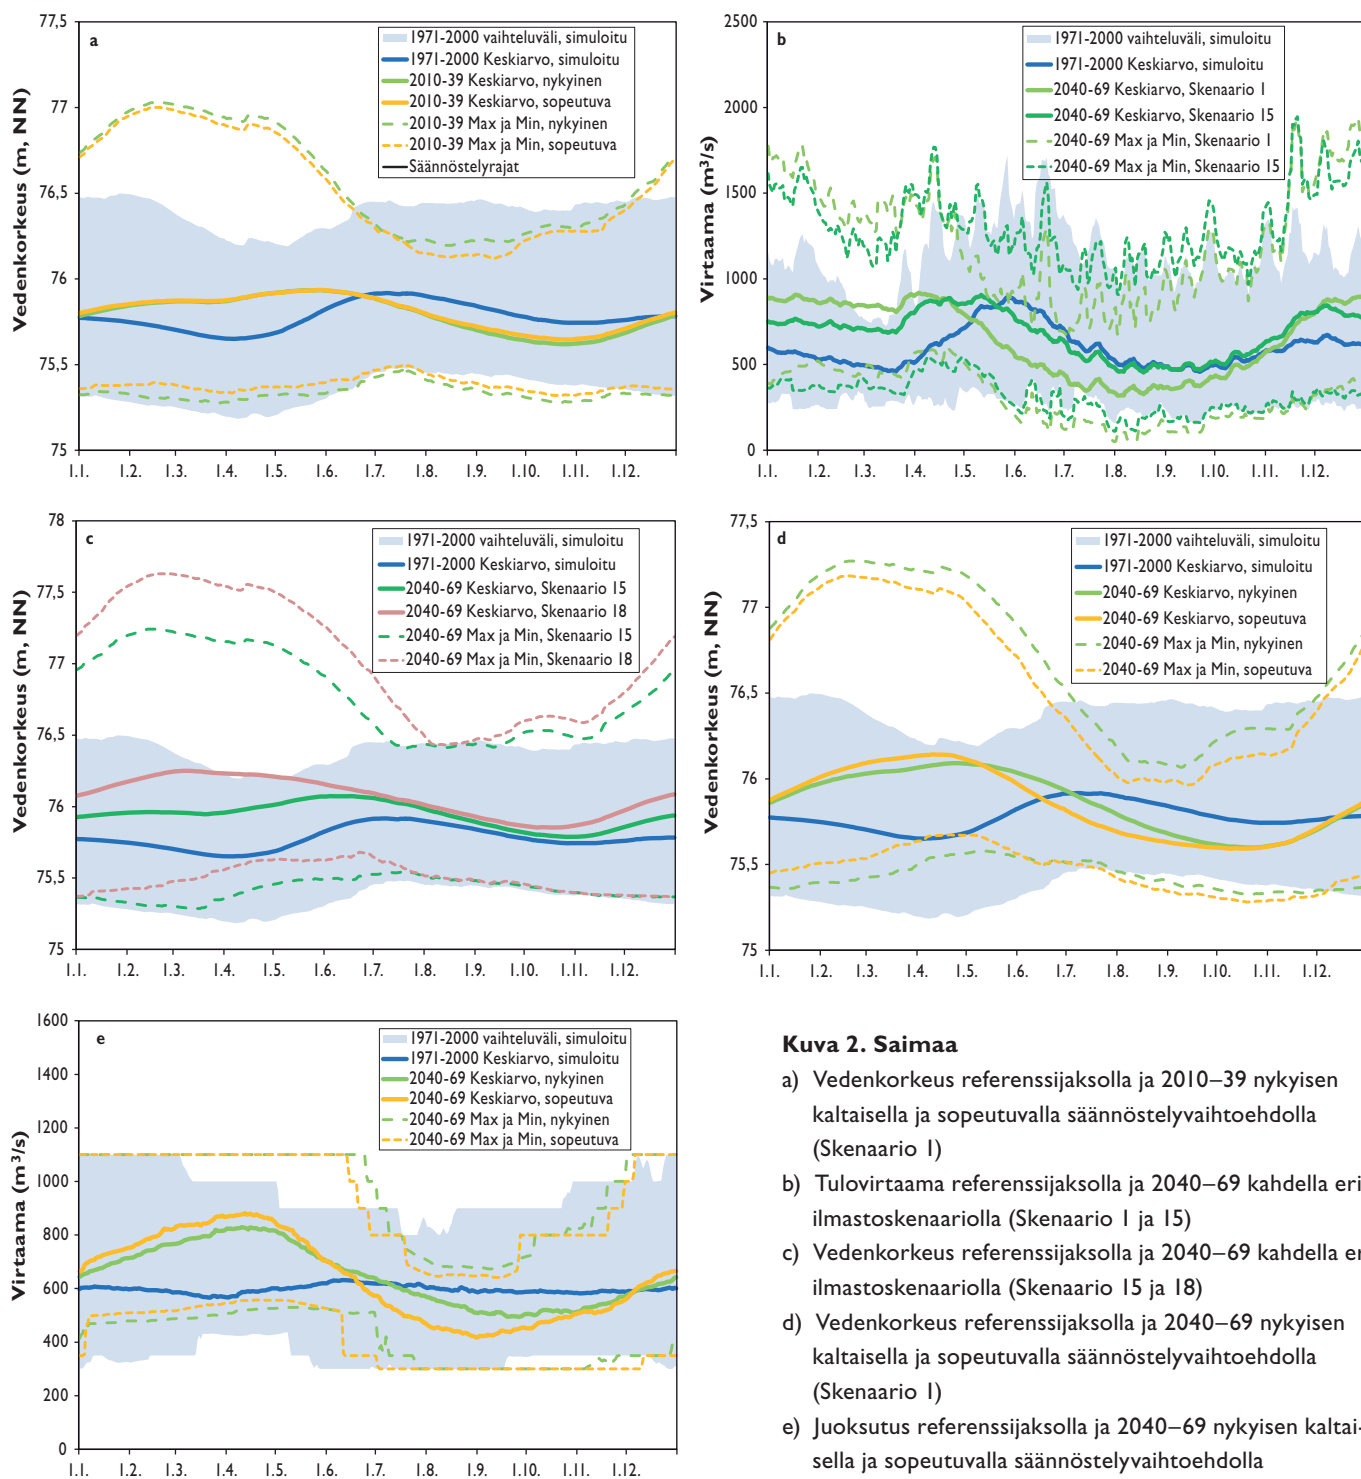 77,5
77
76,5
76
75,5
75
Vedenkorkeus (m, NN)
a
1971-2000 vaihteluväli, simuloitu
1971-2000 Keskiarvo, simuloitu
2010-39 Keskiarvo, nykyinen
2010-39 Keskiarvo, sopeutuva
2010-39 Max ja Min, nykyinen
2010-39 Max ja Min, sopeutuva
Säännöstelyrajat
1.1. 1.2. 1.3. 1.4. 1.5. 1.6. 1.7. 1.8. 1.9. 1.10. 1.11. 1.12.
2500
2000
1500
1000
500
0
Virtaama (m³/s)
b
1971-2000 vaihteluväli, simuloitu
1971-2000 Keskiarvo, simuloitu
2040-69 Keskiarvo, Skenaario 1
2040-69 Keskiarvo, Skenaario 15
2040-69 Max ja Min, Skenaario 1
2040-69 Max ja Min, Skenaario 15
1.1. 1.2. 1.3. 1.4. 1.5. 1.6. 1.7. 1.8. 1.9. 1.10. 1.11. 1.12.
78
77,5
77
76,5
76
75,5
75
Vedenkorkeus (m, NN)
c
1971-2000 vaihteluväli, simuloitu
1971-2000 Keskiarvo, simuloitu
2040-69 Keskiarvo, Skenaario 15
2040-69 Keskiarvo, Skenaario 18
2040-69 Max ja Min, Skenaario 15
2040-69 Max ja Min, Skenaario 18
1.1. 1.2. 1.3. 1.4. 1.5. 1.6. 1.7. 1.8. 1.9. 1.10. 1.11. 1.12.
77,5
77
76,5
76
75,5
75
Vedenkorkeus (m, NN)
d
1971-2000 vaihteluväli, simuloitu
1971-2000 Keskiarvo, simuloitu
2040-69 Keskiarvo, nykyinen
2040-69 Keskiarvo, sopeutuva
2040-69 Max ja Min, nykyinen
2040-69 Max ja Min, sopeutuva
1.1. 1.2. 1.3. 1.4. 1.5. 1.6. 1.7. 1.8. 1.9. 1.10. 1.11. 1.12.
1600
1400
1200
1000
800
600
400
200
0
Virtaama (m³/s)
e
1971-2000 vaihteluväli, simuloitu
1971-2000 Keskiarvo, simuloitu
2040-69 Keskiarvo, nykyinen
2040-69 Keskiarvo, sopeutuva
2040-69 Max ja Min, nykyinen
2040-69 Max ja Min, sopeutuva
1.1. 1.2. 1.3. 1.4. 1.5. 1.6. 1.7. 1.8. 1.9. 1.10. 1.11. 1.12.
Kuva 2. Saimaa
a) Vedenkorkeus referenssijaksolla ja 2010–39 nykyisen
kaltaisella ja sopeutuvalla säännöstelyvaihtoehdolla
(Skenaario 1)
b) Tulovirtaama referenssijaksolla ja 2040–69 kahdella eri
ilmastoskenaariolla (Skenaario 1 ja 15)
c) Vedenkorkeus referenssijaksolla ja 2040–69 kahdella er
ilmastoskenaariolla (Skenaario 15 ja 18)
d) Vedenkorkeus referenssijaksolla ja 2040–69 nykyisen
kaltaisella ja sopeutuvalla säännöstelyvaihtoehdolla
(Skenaario 1)
e) Juoksutus referenssijaksolla ja 2040–69 nykyisen kaltai-
sella ja sopeutuvalla säännöstelyvaihtoehdolla